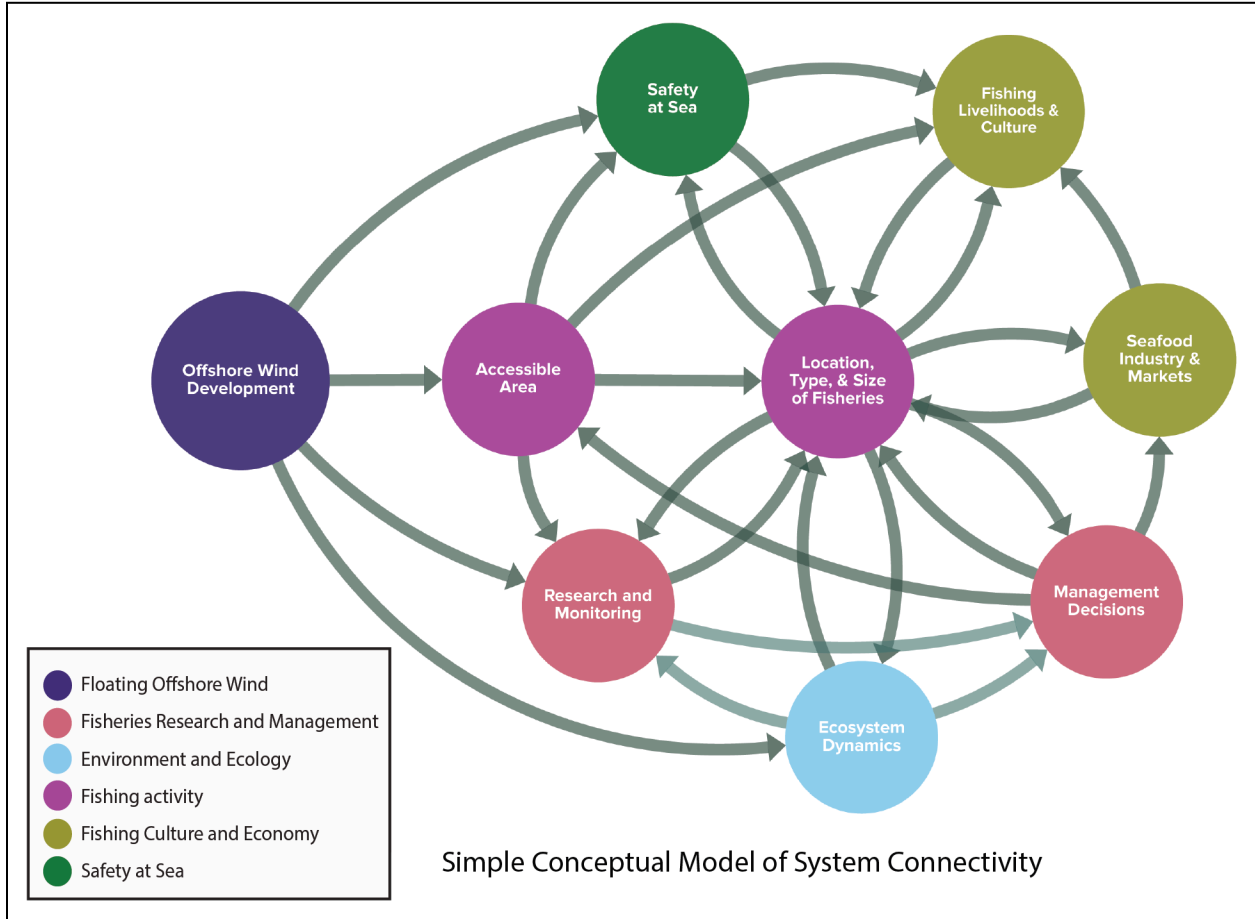 Safety
at Sea
Fishing
Livelihoods &
Culture
Offshore Wind
Development
Accessible
Area
Location,
Type, & Size
of Fisheries
Seafood
Industry &
Markets
Research and
Monitoring
Management
Decisions
Ecosystem
Dynamics
Floating Offshore Wind
Fisheries Research and Management
Environment and Ecology
Fishing activity
Fishing Culture and Economy
Safety at Sea
Simple Conceptual Model of System Connectivity